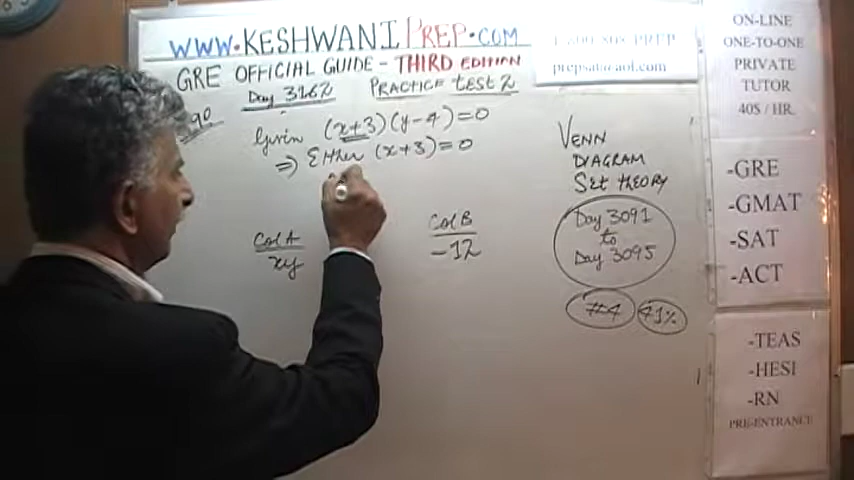 WWW.KESHWANIPREP.COM
GRE OFFICIAL GUIDE - THIRD EDITION
Day 3162 PRACTICE test 2
90
Given (x+3)(y-4)=0
⇒) Either (x+3)=0
Col A
xy
Col B
-12
prepsat@aol.com
VENN
DIAGRAM
Set theory
Day 3091
to
Day 3095
#4 41%
ON-LINE
ONE-TO-ONE
PRIVATE
TUTOR
40$ / HR.
-GRE
-GMAT
-SAT
-ACT
-TEAS
-HESI
-RN
PRE-ENTRANCE